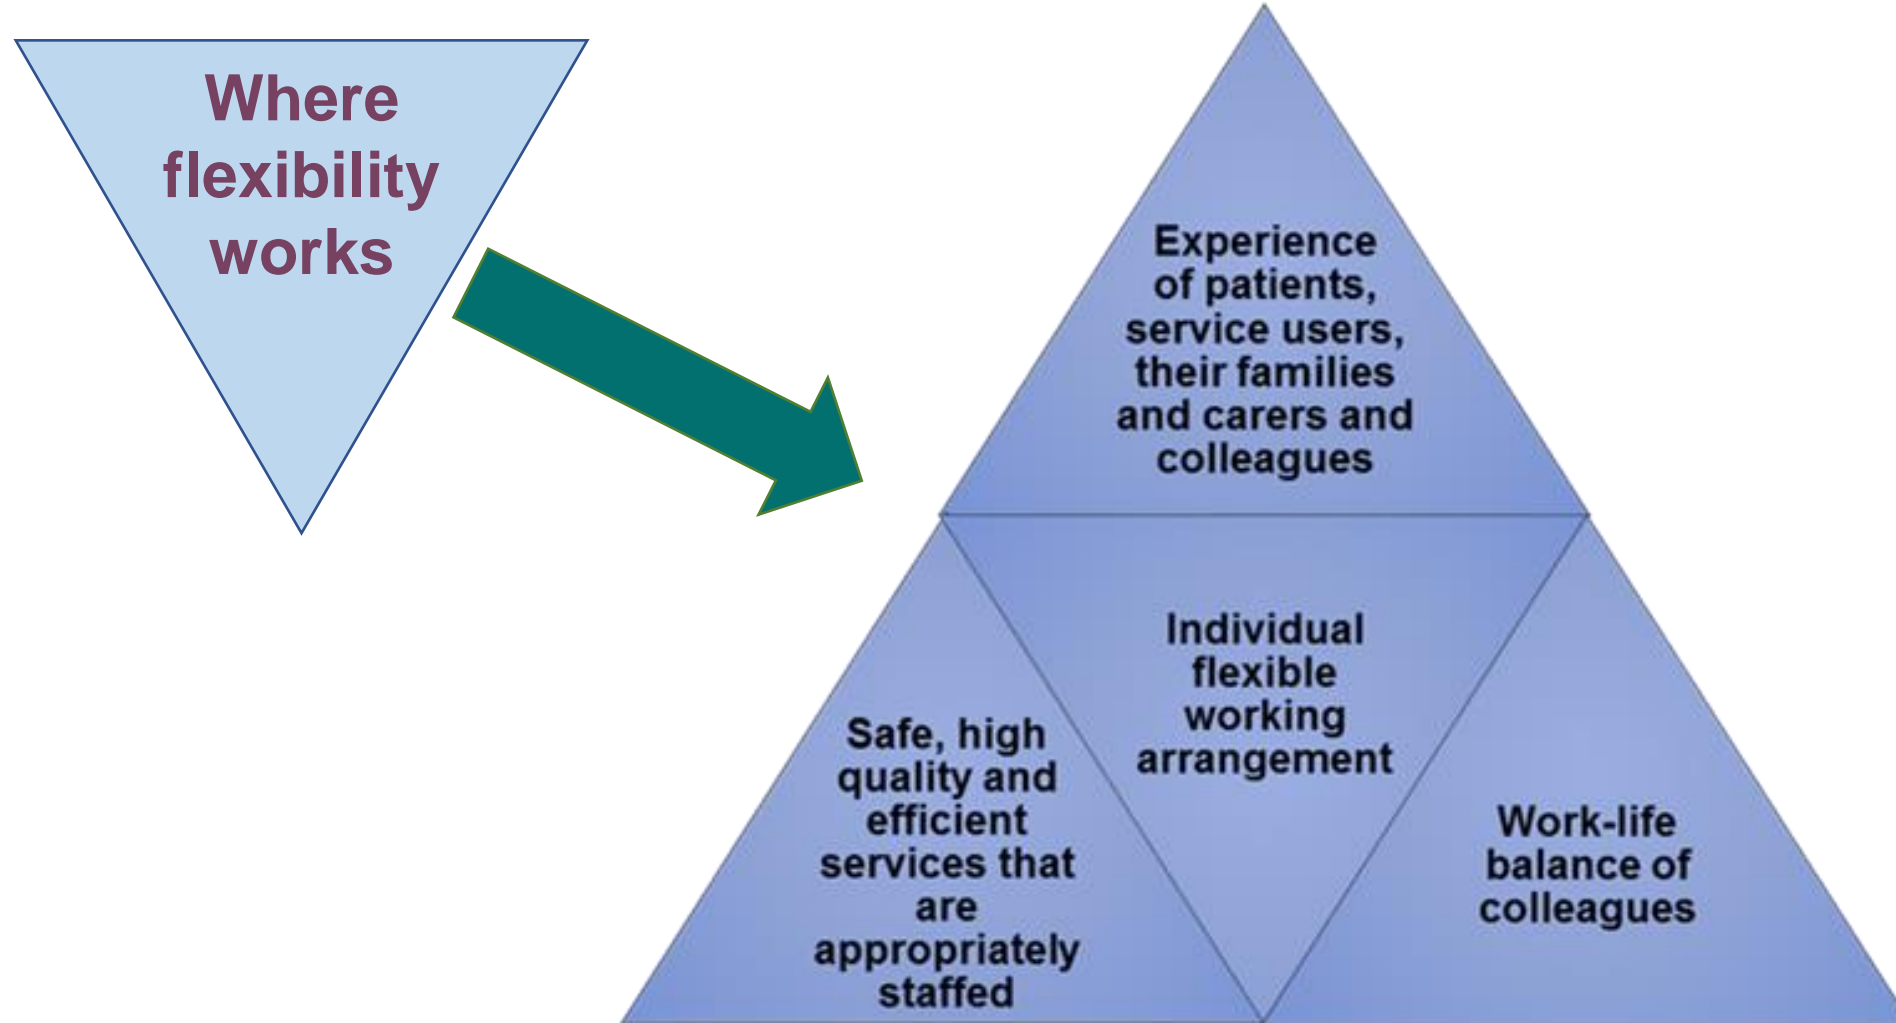 Where
flexibility
works
Experience
of patients,
service users,
their families
and carers and
colleagues
Individual
flexible
working
arrangement
Safe, high
quality and
efficient
services that
are
appropriately
staffed
Work-life
balance of
colleagues